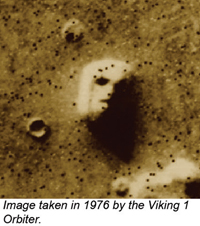 Image taken in 1976 by the Viking 1
Orbiter.